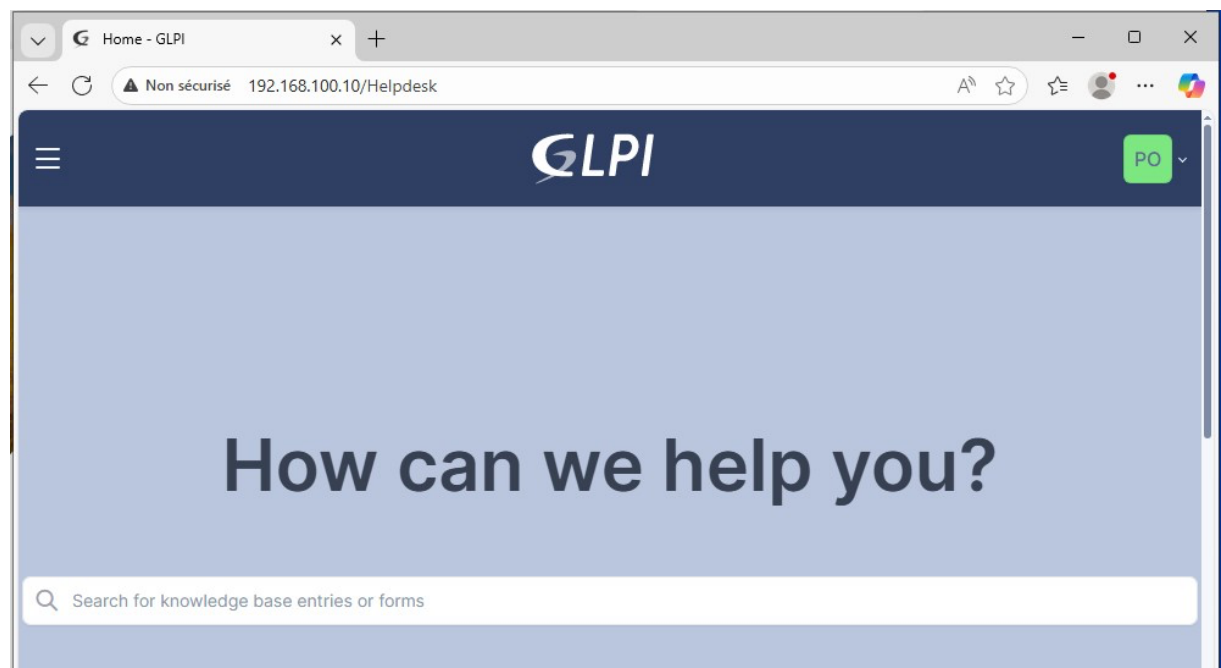 Home - GLPI
Non sécurisé 192.168.100.10/Helpdesk
GLPI
PO
How can we help you?
Search for knowledge base entries or forms